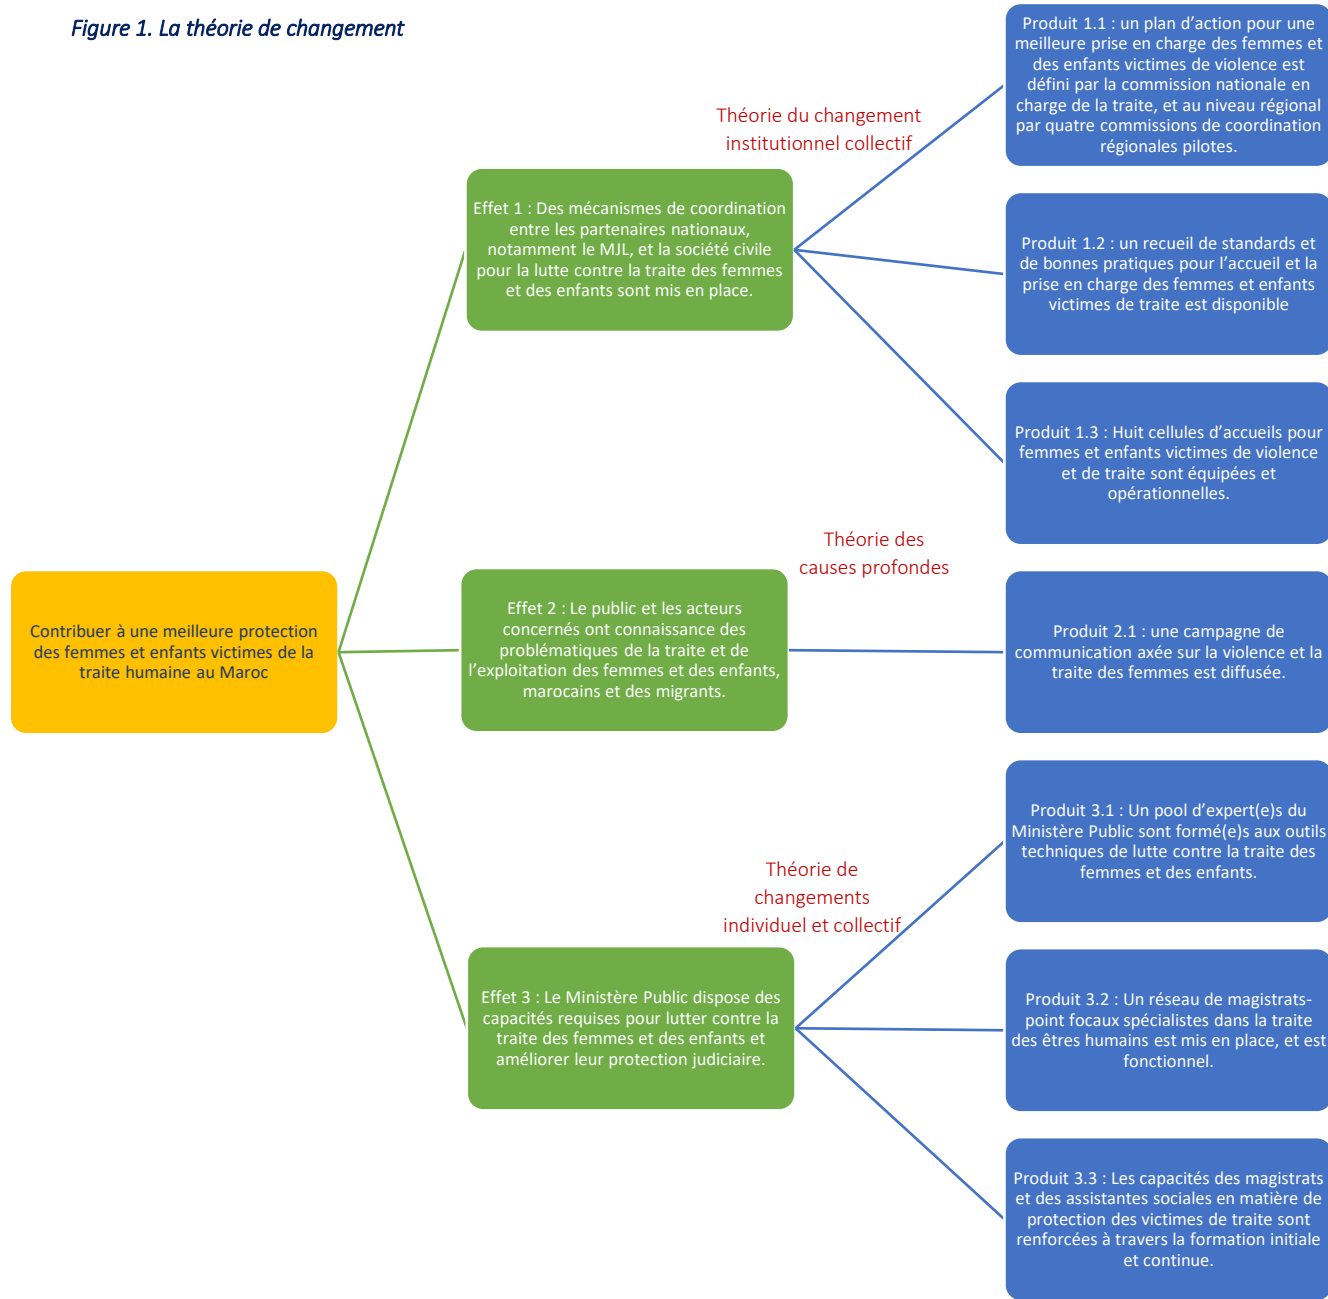 Figure 1. La théorie de changement
Contribuer à une meilleure protection
des femmes et enfants victimes de la
traite humaine au Maroc
Effet 1 : Des mécanismes de coordination
entre les partenaires nationaux,
notamment le MJL, et la société civile
pour la lutte contre la traite des femmes
et des enfants sont mis en place.
Théorie du changement
institutionnel collectif
Produit 1.1 : un plan d’action pour une
meilleure prise en charge des femmes et
des enfants victimes de violence est
défini par la commission nationale en
charge de la traite, et au niveau régional
par quatre commissions de coordination
régionales pilotes.
Produit 1.2 : un recueil de standards et
de bonnes pratiques pour l’accueil et la
prise en charge des femmes et enfants
victimes de traite est disponible
Produit 1.3 : Huit cellules d’accueils pour
femmes et enfants victimes de violence
et de traite sont équipées et
opérationnelles.
Effet 2 : Le public et les acteurs
concernés ont connaissance des
problématiques de la traite et de
l’exploitation des femmes et des enfants,
marocains et des migrants.
Théorie des
causes profondes
Produit 2.1 : une campagne de
communication axée sur la violence et la
traite des femmes est diffusée.
Effet 3 : Le Ministère Public dispose des
capacités requises pour lutter contre la
traite des femmes et des enfants et
améliorer leur protection judiciaire.
Théorie de
changements
individuel et collectif
Produit 3.1 : Un pool d’expert(e)s du
Ministère Public sont formé(e)s aux outils
techniques de lutte contre la traite des
femmes et des enfants.
Produit 3.2 : Un réseau de magistrats-
point focaux spécialistes dans la traite
des êtres humains est mis en place, et est
fonctionnel.
Produit 3.3 : Les capacités des magistrats
et des assistantes sociales en matière de
protection des victimes de traite sont
renforcées à travers la formation initiale
et continue.